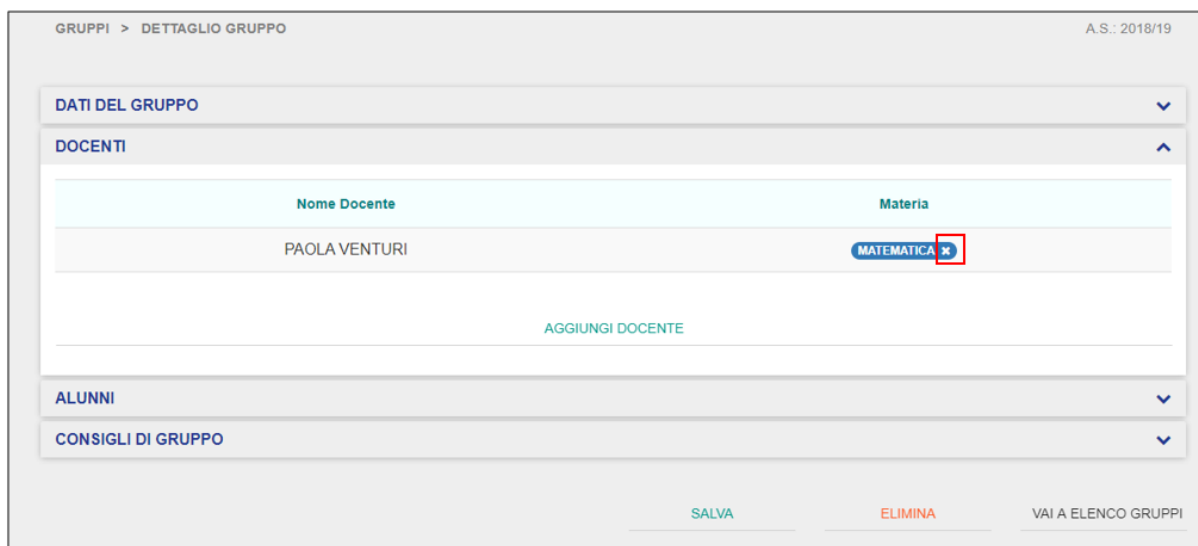 GRUPPI > DETTAGLIO GRUPPO A.S.: 2018/19
DATI DEL GRUPPO
DOCENTI
Nome Docente Materia
PAOLA VENTURI MATEMATICA ×
AGGIUNGI DOCENTE
ALUNNI
CONSIGLI DI GRUPPO
SALVA ELIMINA VAI A ELENCO GRUPPI